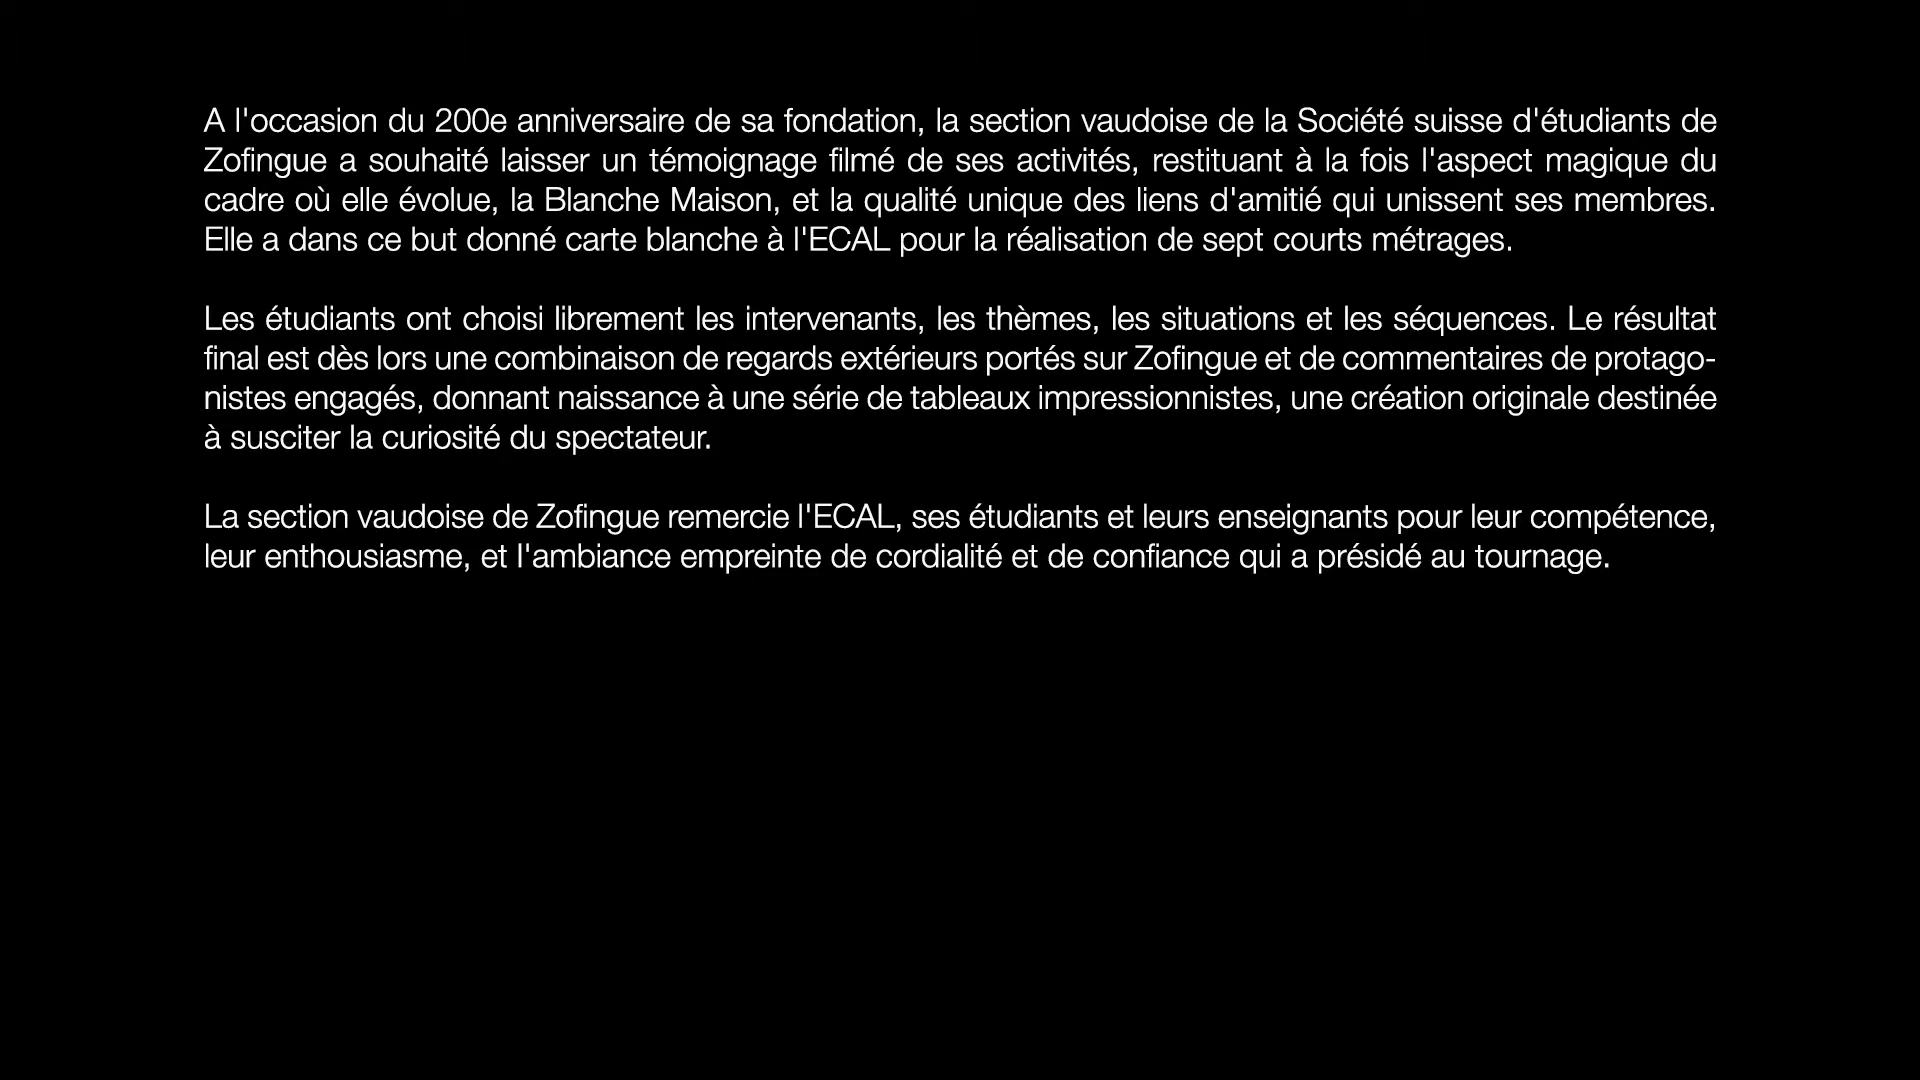 A l'occasion du 200e anniversaire de sa fondation, la section vaudoise de la Société suisse d'étudiants de
Zofingue a souhaité laisser un témoignage filmé de ses activités, restituant à la fois l'aspect magique du
cadre où elle évolue, la Blanche Maison, et la qualité unique des liens d'amitié qui unissent ses membres.
Elle a dans ce but donné carte blanche à l'ECAL pour la réalisation de sept courts métrages.
Les étudiants ont choisi librement les intervenants, les thèmes, les situations et les séquences. Le résultat
final est dès lors une combinaison de regards extérieurs portés sur Zofingue et de commentaires de protago-
nistes engagés, donnant naissance à une série de tableaux impressionnistes, une création originale destinée
à susciter la curiosité du spectateur.
La section vaudoise de Zofingue remercie l'ECAL, ses étudiants et leurs enseignants pour leur compétence,
leur enthousiasme, et l'ambiance empreinte de cordialité et de confiance qui a présidé au tournage.